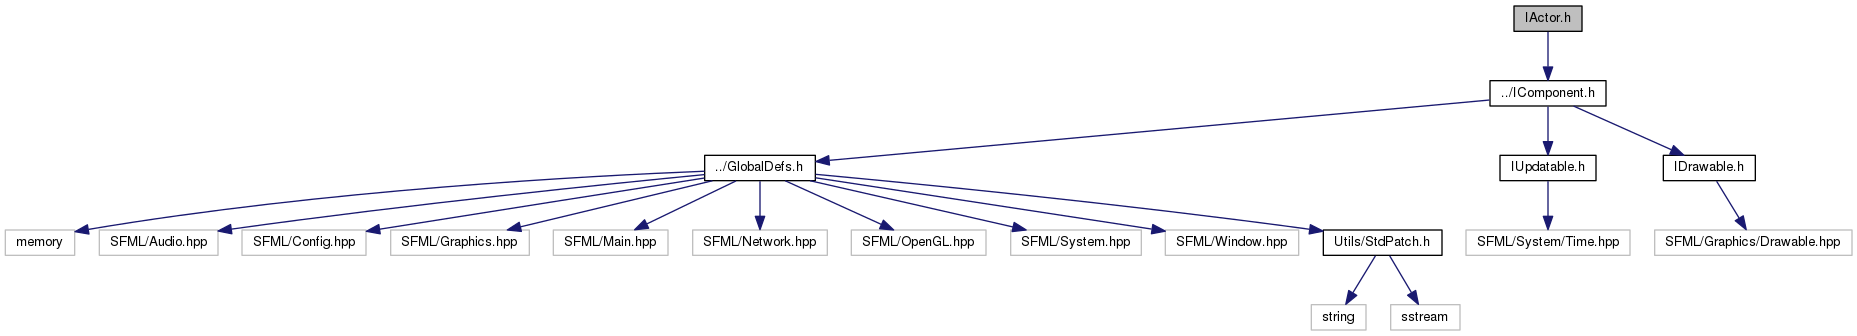 IActor.h
../IComponent.h
../GlobalDefs.h
IUpdatable.h
IDrawable.h
memory
SFML/Audio.hpp
SFML/Config.hpp
SFML/Graphics.hpp
SFML/Main.hpp
SFML/Network.hpp
SFML/OpenGL.hpp
SFML/System.hpp
SFML/Window.hpp
Utils/StdPatch.h
SFML/System/Time.hpp
SFML/Graphics/Drawable.hpp
string
sstream